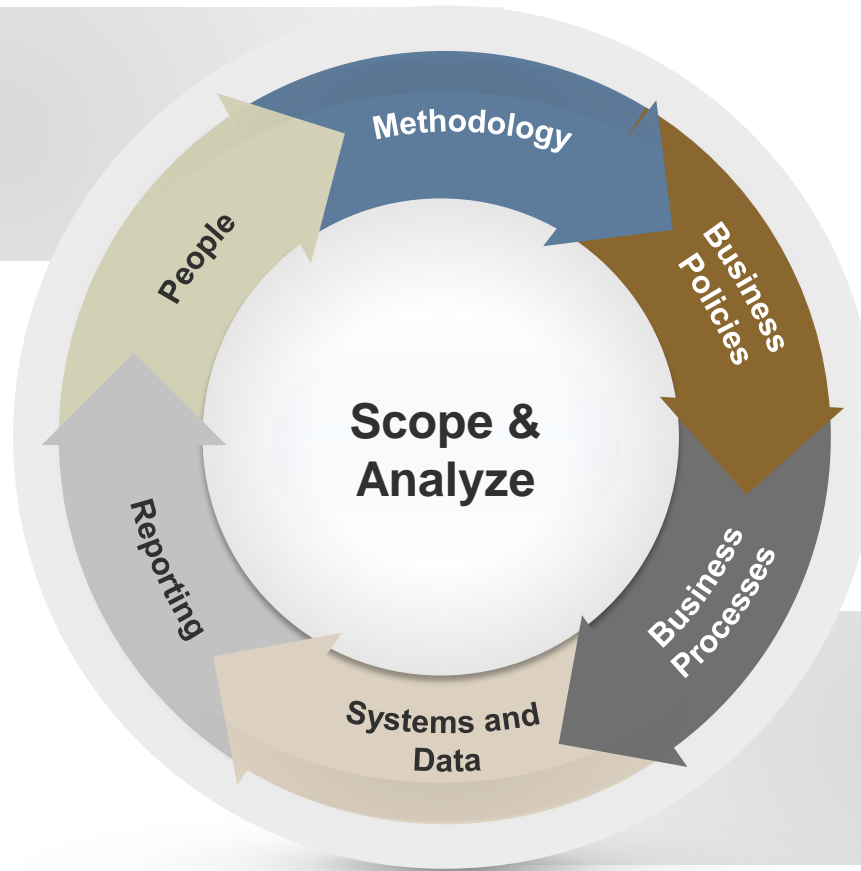 Methodology
Business
Policies
Business
Processes
Systems and
Data
Reporting
People
Scope &
Analyze